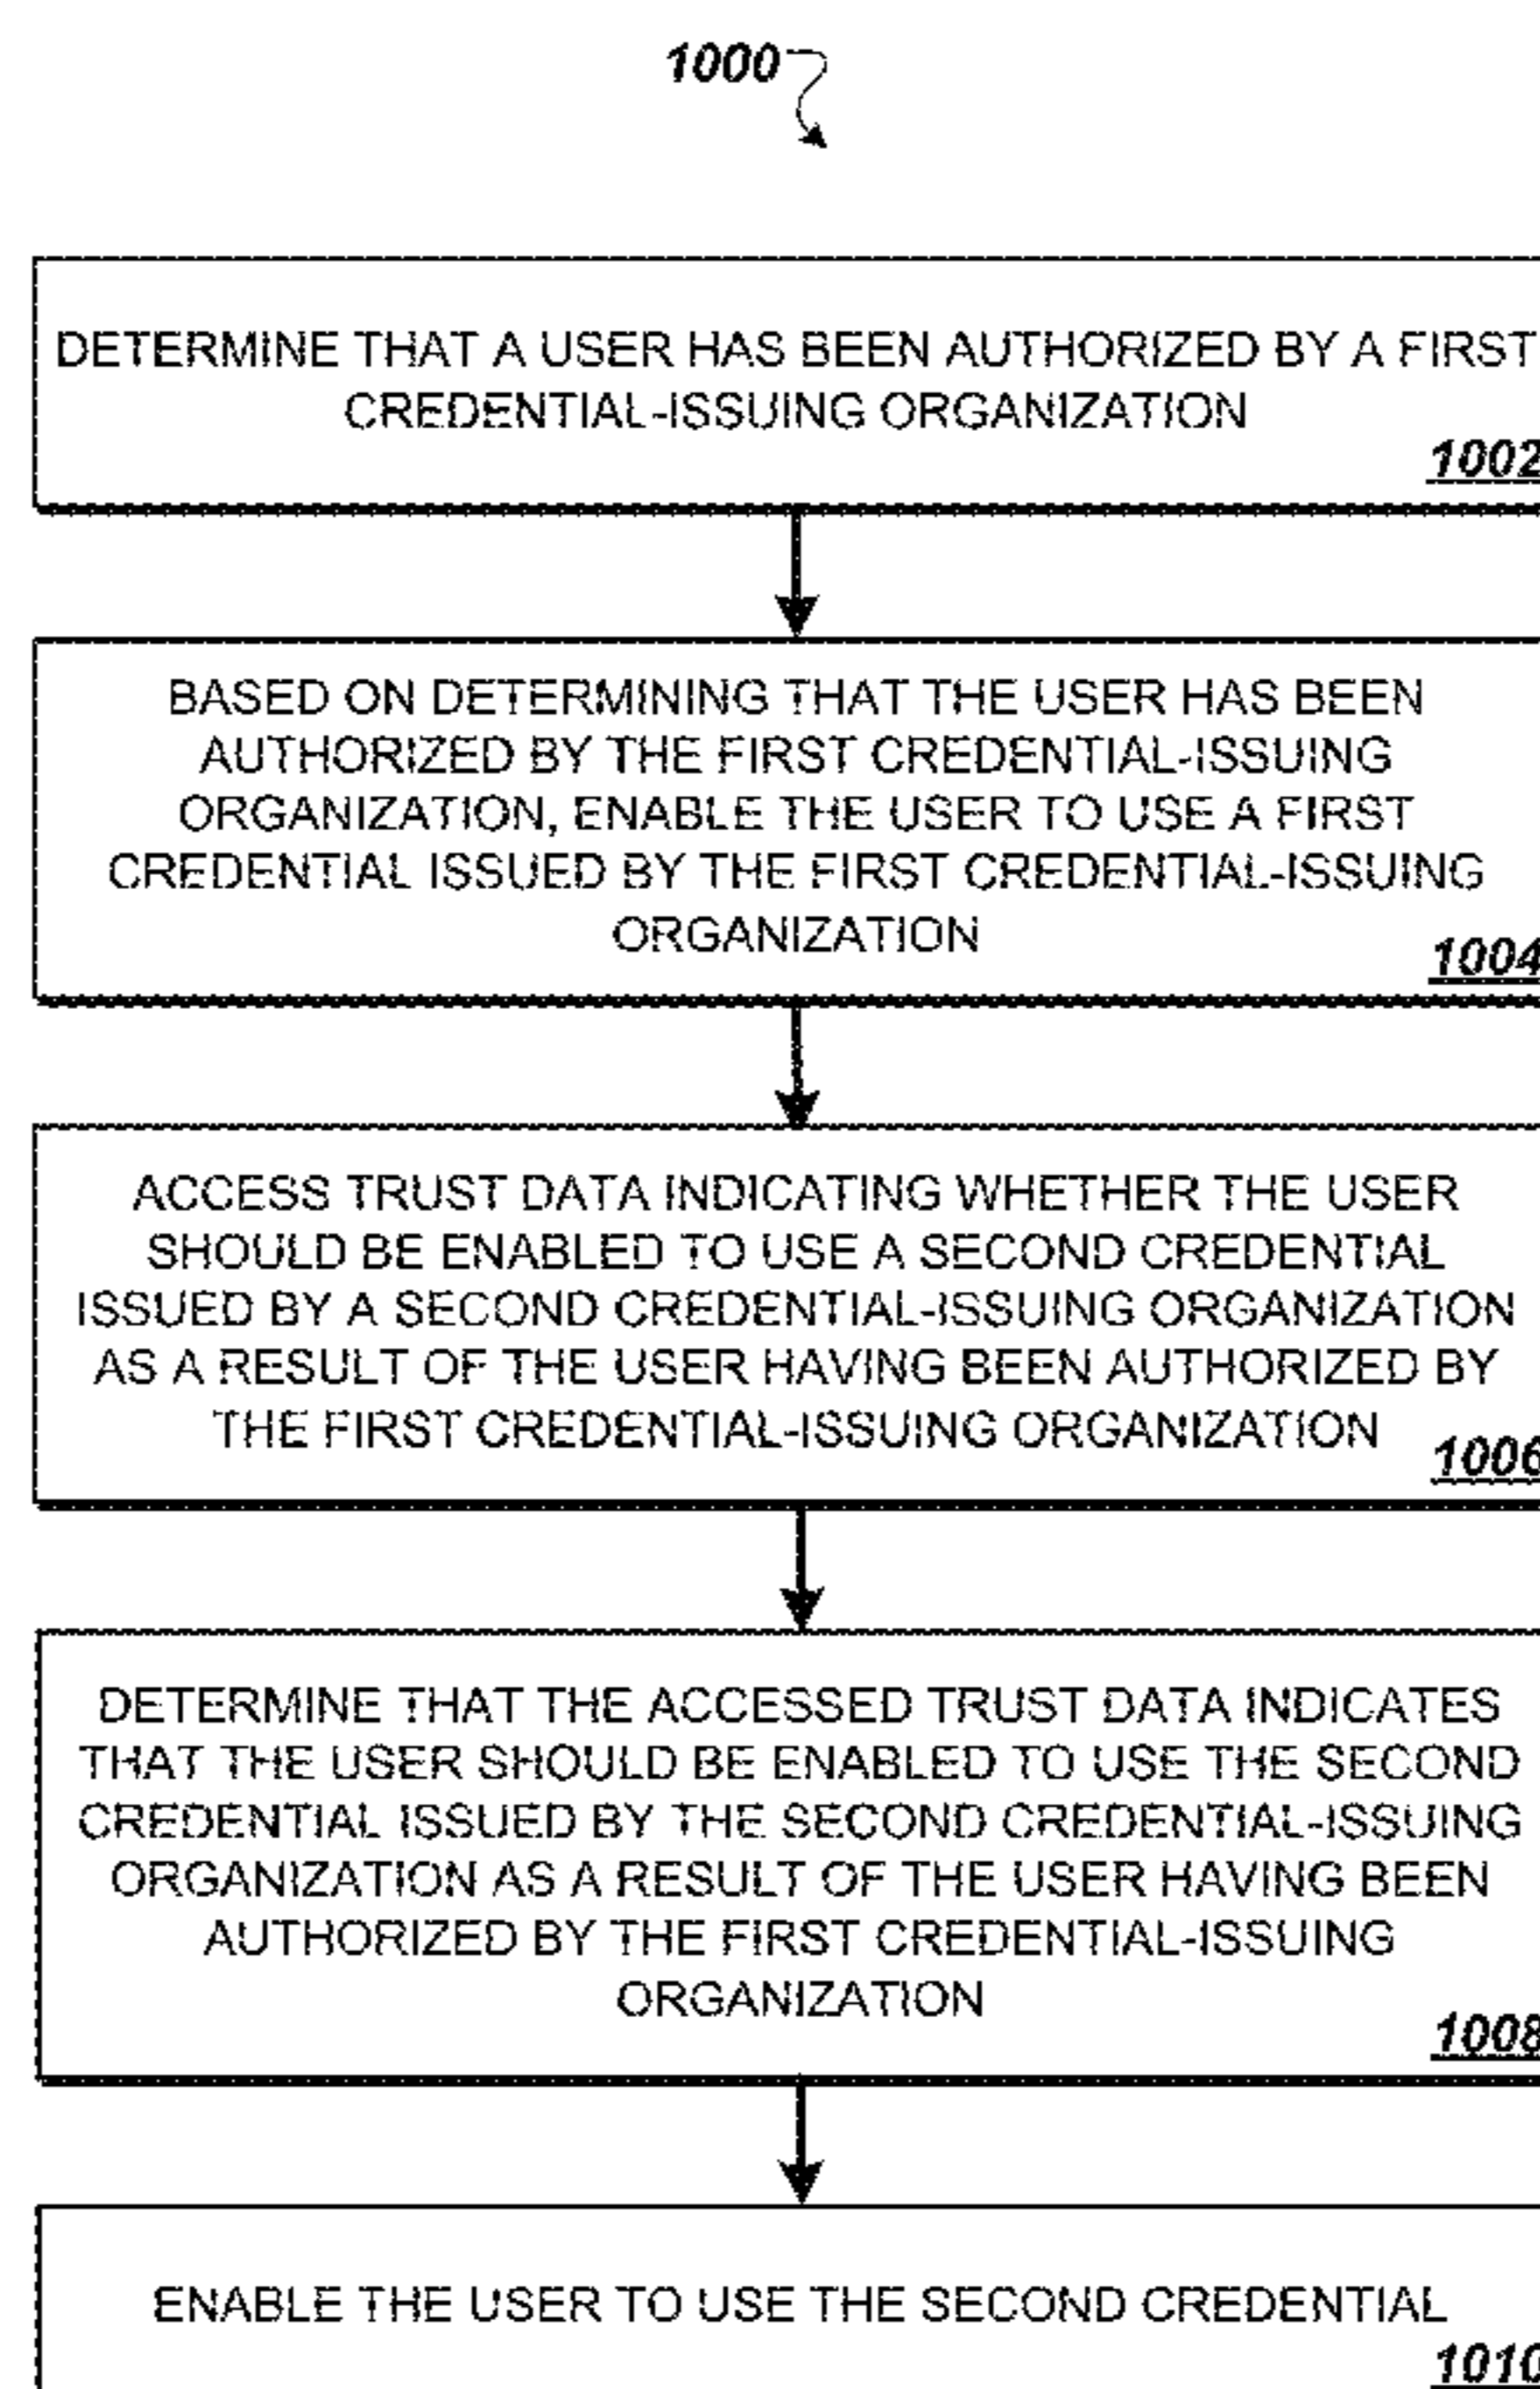 1000
DETERMINE THAT A USER HAS BEEN AUTHORIZED BY A FIRST
CREDENTIAL-ISSUING ORGANIZATION
1002
BASED ON DETERMINING THAT THE USER HAS BEEN
AUTHORIZED BY THE FIRST CREDENTIAL-ISSUING
ORGANIZATION, ENABLE THE USER TO USE A FIRST
CREDENTIAL ISSUED BY THE FIRST CREDENTIAL-ISSUING
ORGANIZATION
1004
ACCESS TRUST DATA INDICATING WHETHER THE USER
SHOULD BE ENABLED TO USE A SECOND CREDENTIAL
ISSUED BY A SECOND CREDENTIAL-ISSUING ORGANIZATION
AS A RESULT OF THE USER HAVING BEEN AUTHORIZED BY
THE FIRST CREDENTIAL-ISSUING ORGANIZATION
1006
DETERMINE THAT THE ACCESSED TRUST DATA INDICATES
THAT THE USER SHOULD BE ENABLED TO USE THE SECOND
CREDENTIAL ISSUED BY THE SECOND CREDENTIAL-ISSUING
ORGANIZATION AS A RESULT OF THE USER HAVING BEEN
AUTHORIZED BY THE FIRST CREDENTIAL-ISSUING
ORGANIZATION
1008
ENABLE THE USER TO USE THE SECOND CREDENTIAL
1010